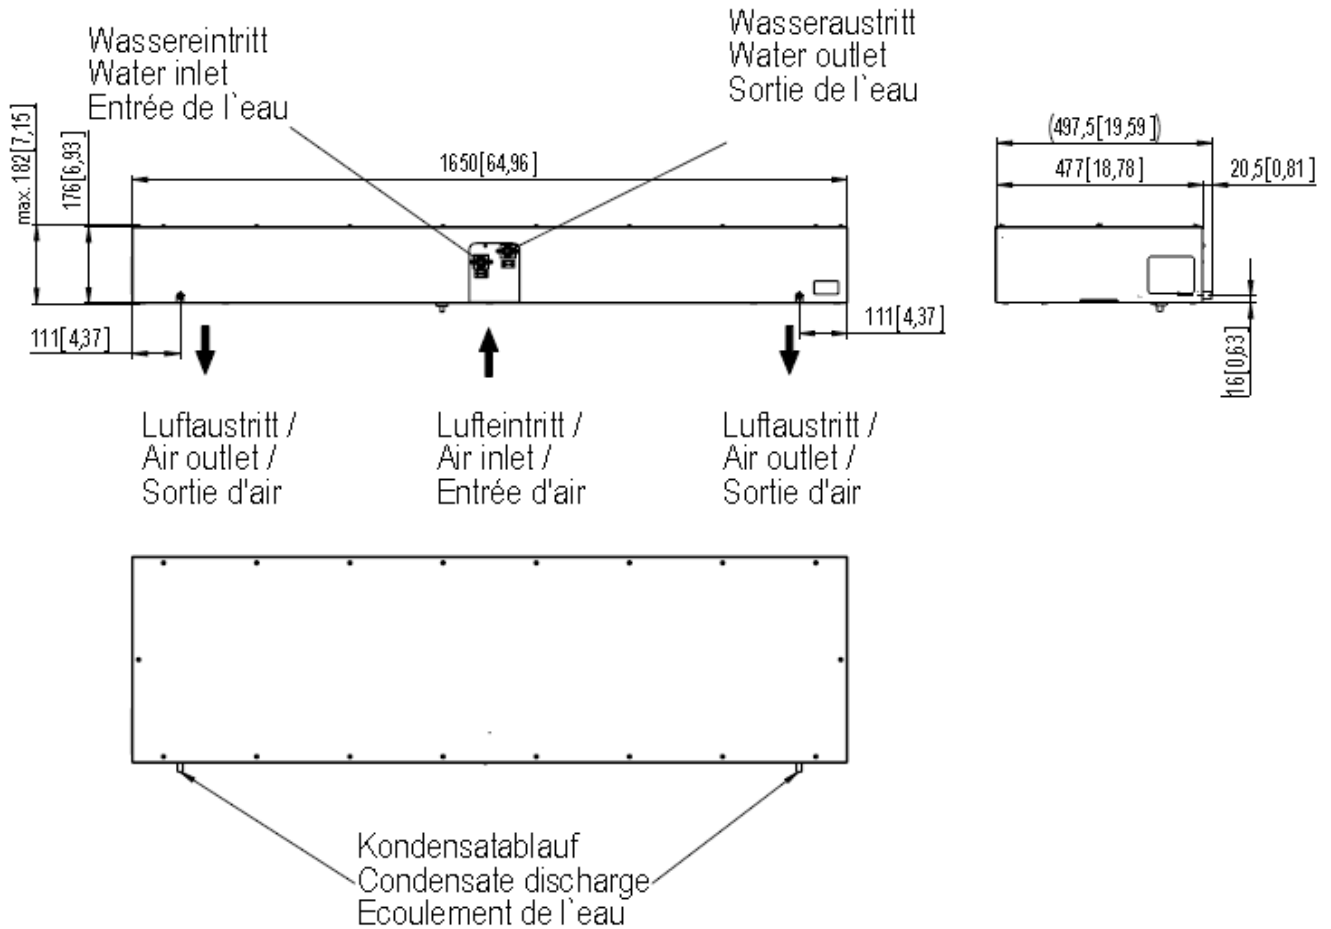 Wassereintritt
Water inlet
Entrée de l`eau
Wasseraustritt
Water outlet
Sortie de l`eau
max. 182[7,15]
176[6,93]
1650[64,96]
(497,5[19,59])
477[18,78]
20,5[0,81]
111[4,37]
111[4,37]
16[0,63]
Luftaustritt /
Air outlet /
Sortie d'air
Lufteintritt /
Air inlet /
Entrée d'air
Luftaustritt /
Air outlet /
Sortie d'air
Kondensatablauf
Condensate discharge
Ecoulement de l`eau